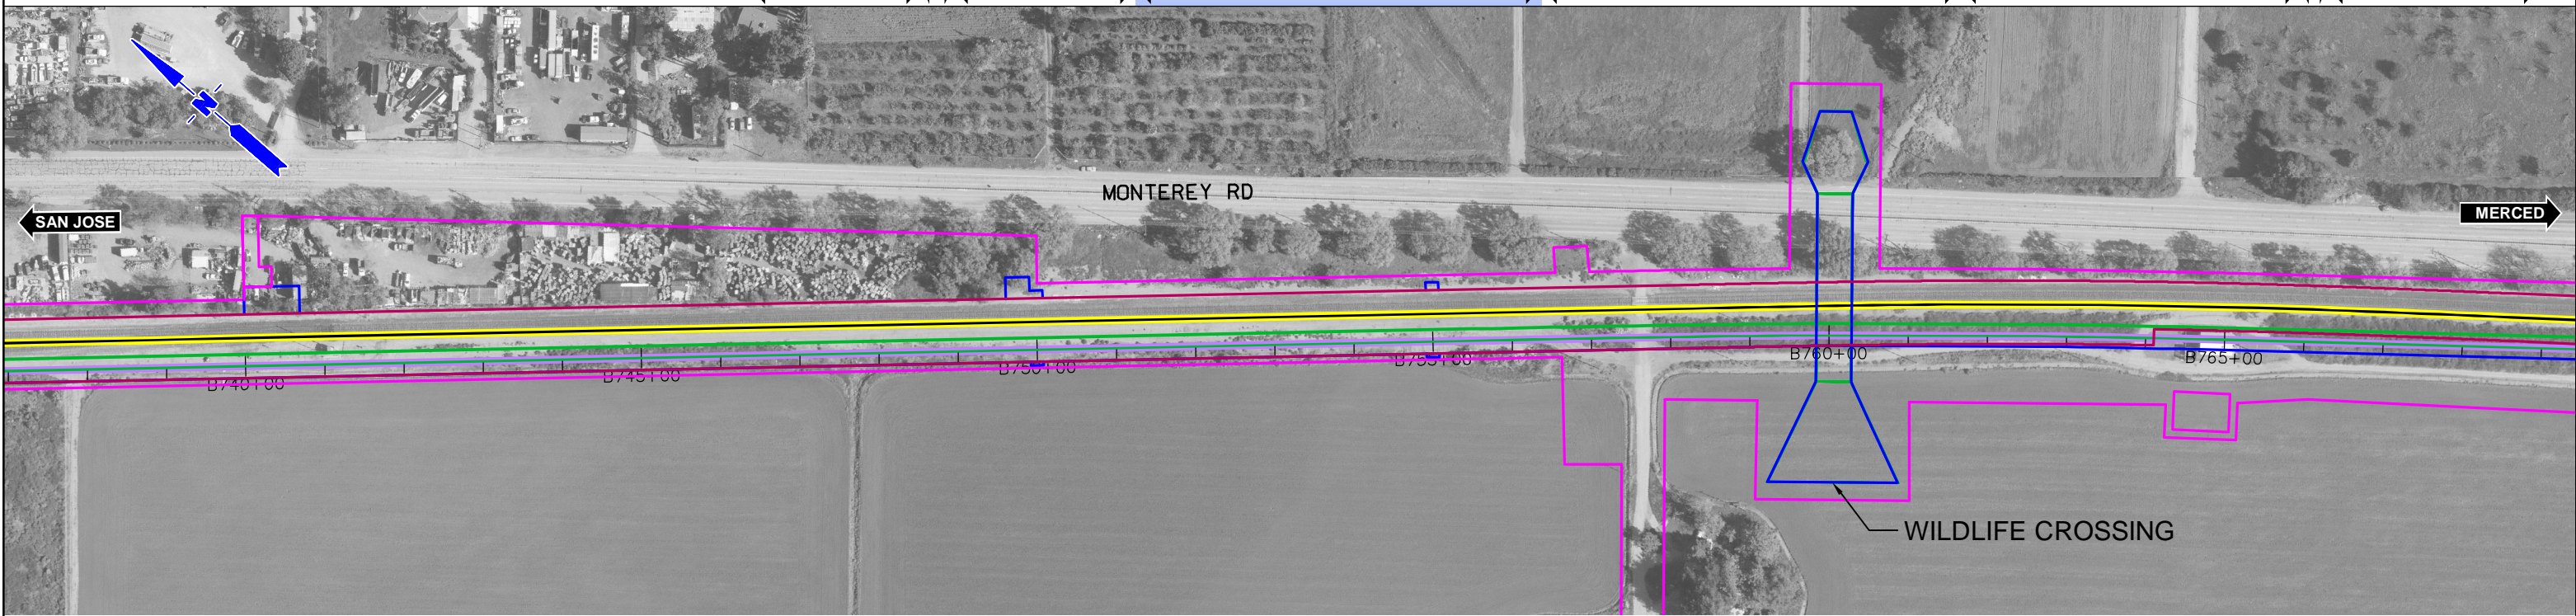 N
MONTEREY RD
SAN JOSE
MERCED
B740+00
B745+00
B750+00
B755+00
B760+00
B765+00
WILDLIFE CROSSING